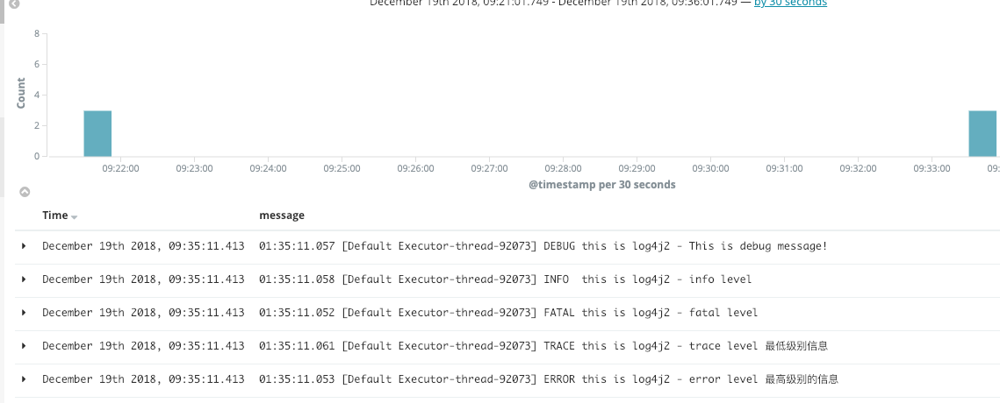 December 19th 2018, 09:21:01.749 - December 19th 2018, 09:36:01.749 — by 30 seconds
8
6
4
2
0
Count
09:22:00 09:23:00 09:24:00 09:25:00 09:26:00 09:27:00 09:28:00 09:29:00 09:30:00 09:31:00 09:32:00 09:33:00 09:
@timestamp per 30 seconds
Time message
December 19th 2018, 09:35:11.413 01:35:11.057 [Default Executor-thread-92073] DEBUG this is log4j2 - This is debug message!
December 19th 2018, 09:35:11.413 01:35:11.058 [Default Executor-thread-92073] INFO  this is log4j2 - info level
December 19th 2018, 09:35:11.413 01:35:11.052 [Default Executor-thread-92073] FATAL this is log4j2 - fatal level
December 19th 2018, 09:35:11.413 01:35:11.061 [Default Executor-thread-92073] TRACE this is log4j2 - trace level 最低级别信息
December 19th 2018, 09:35:11.413 01:35:11.053 [Default Executor-thread-92073] ERROR this is log4j2 - error level 最高级别的信息